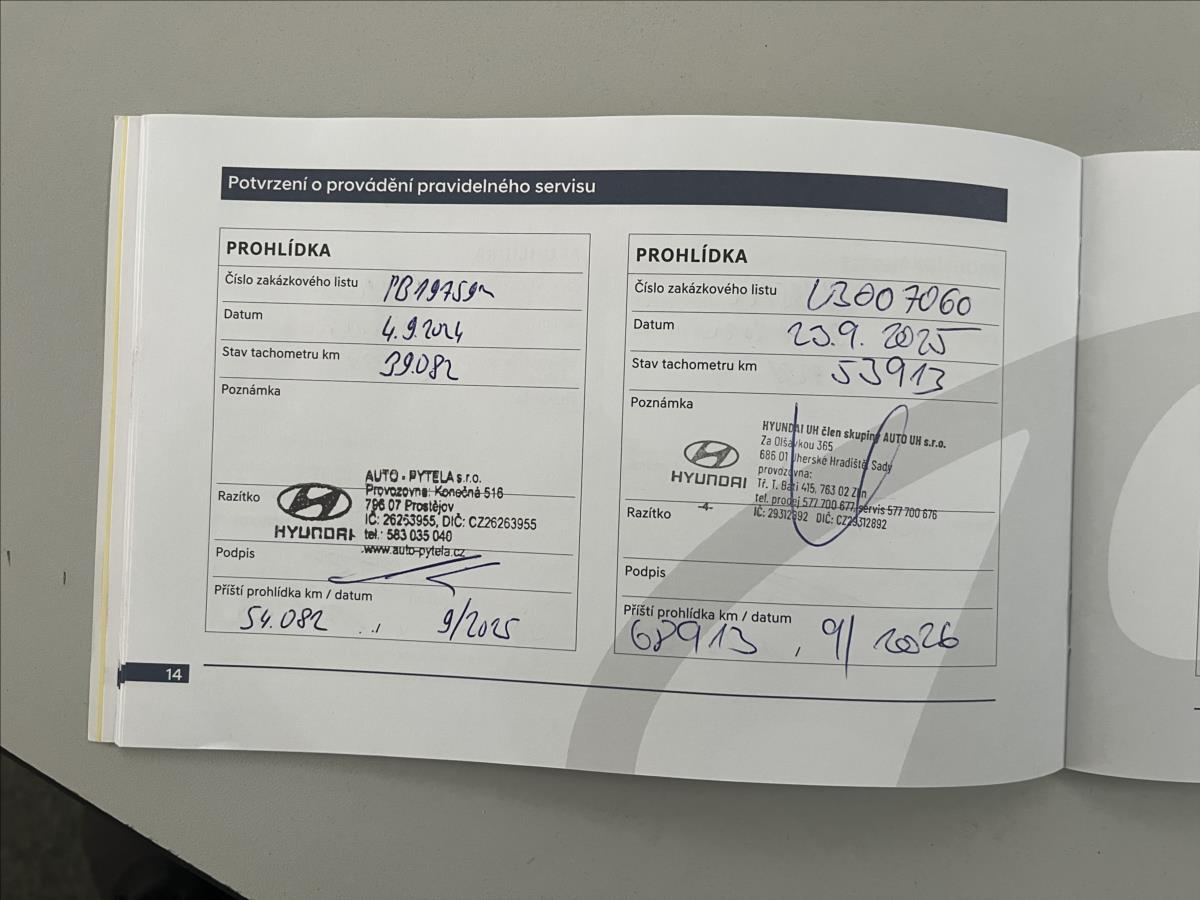 Potvrzení o provádění pravidelného servisu
PROHLÍDKA
Číslo zakázkového listu
Datum 4.9.2024
Stav tachometru km 39.082
Poznámka
AUTO - PYTELA s.r.o.
Provozovna: Konečná 516
796 07 Prostějov
IČ: 26263955, DIČ: CZ26263955
tel.: 583 035 040
www.auto-pytela.cz
HYUNDAI
Razítko
Podpis
Příští prohlídka km / datum
54.082 . , 9/2025
PROHLÍDKA
Číslo zakázkového listu
Datum 23.9.2025
Stav tachometru km 53913
Poznámka
HYUNDAI UH člen skupiny AUTO UH s.r.o.
Za Olšávkou 365
686 01 Uherské Hradiště, Sady
provozovna:
Tř. T. Bati 415, 763 02 Zlín
tel. prodej 577 700 677, servis 577 700 676
IČ: 29312892 DIČ: CZ29312892
HYUNDAI
-4-
Razítko
Podpis
Příští prohlídka km / datum
68913 , 9/ 2026
14